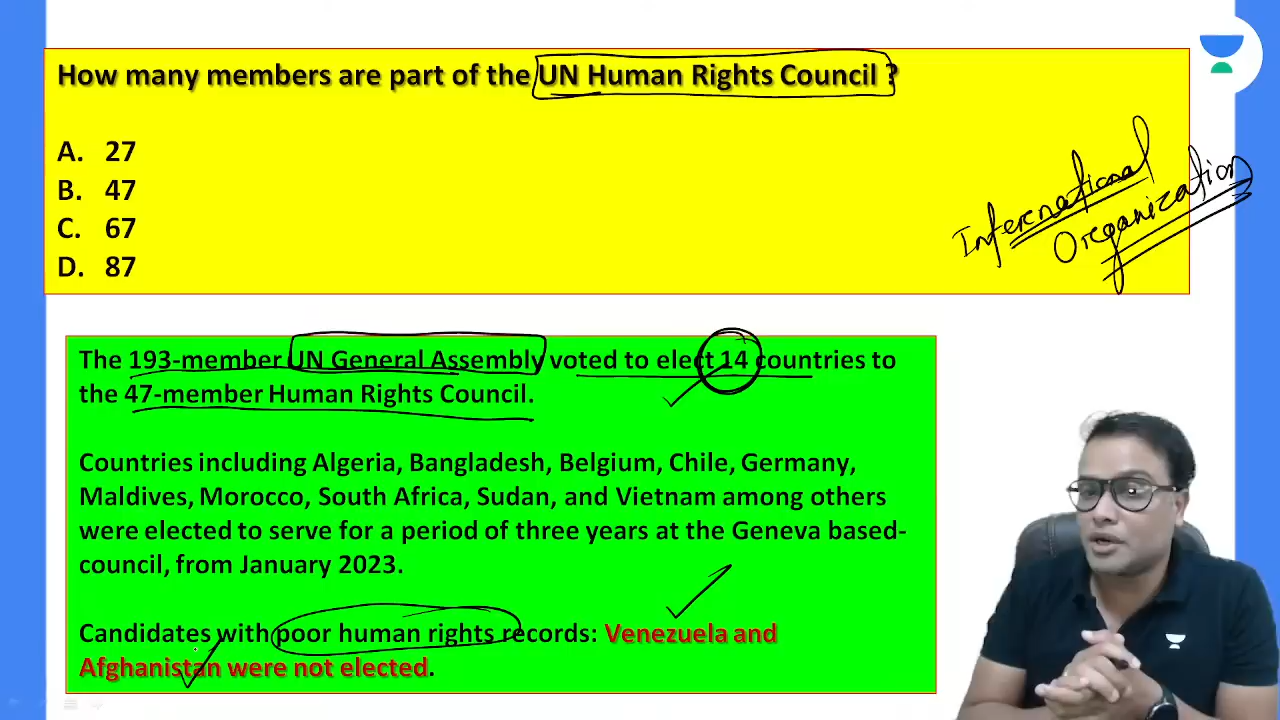 How many members are part of the UN Human Rights Council ?
A. 27
B. 47
C. 67
D. 87
International
Organization
The 193-member UN General Assembly voted to elect 14 countries to
the 47-member Human Rights Council.
Countries including Algeria, Bangladesh, Belgium, Chile, Germany,
Maldives, Morocco, South Africa, Sudan, and Vietnam among others
were elected to serve for a period of three years at the Geneva based-
council, from January 2023.
Candidates with poor human rights records: Venezuela and
Afghanistan were not elected.